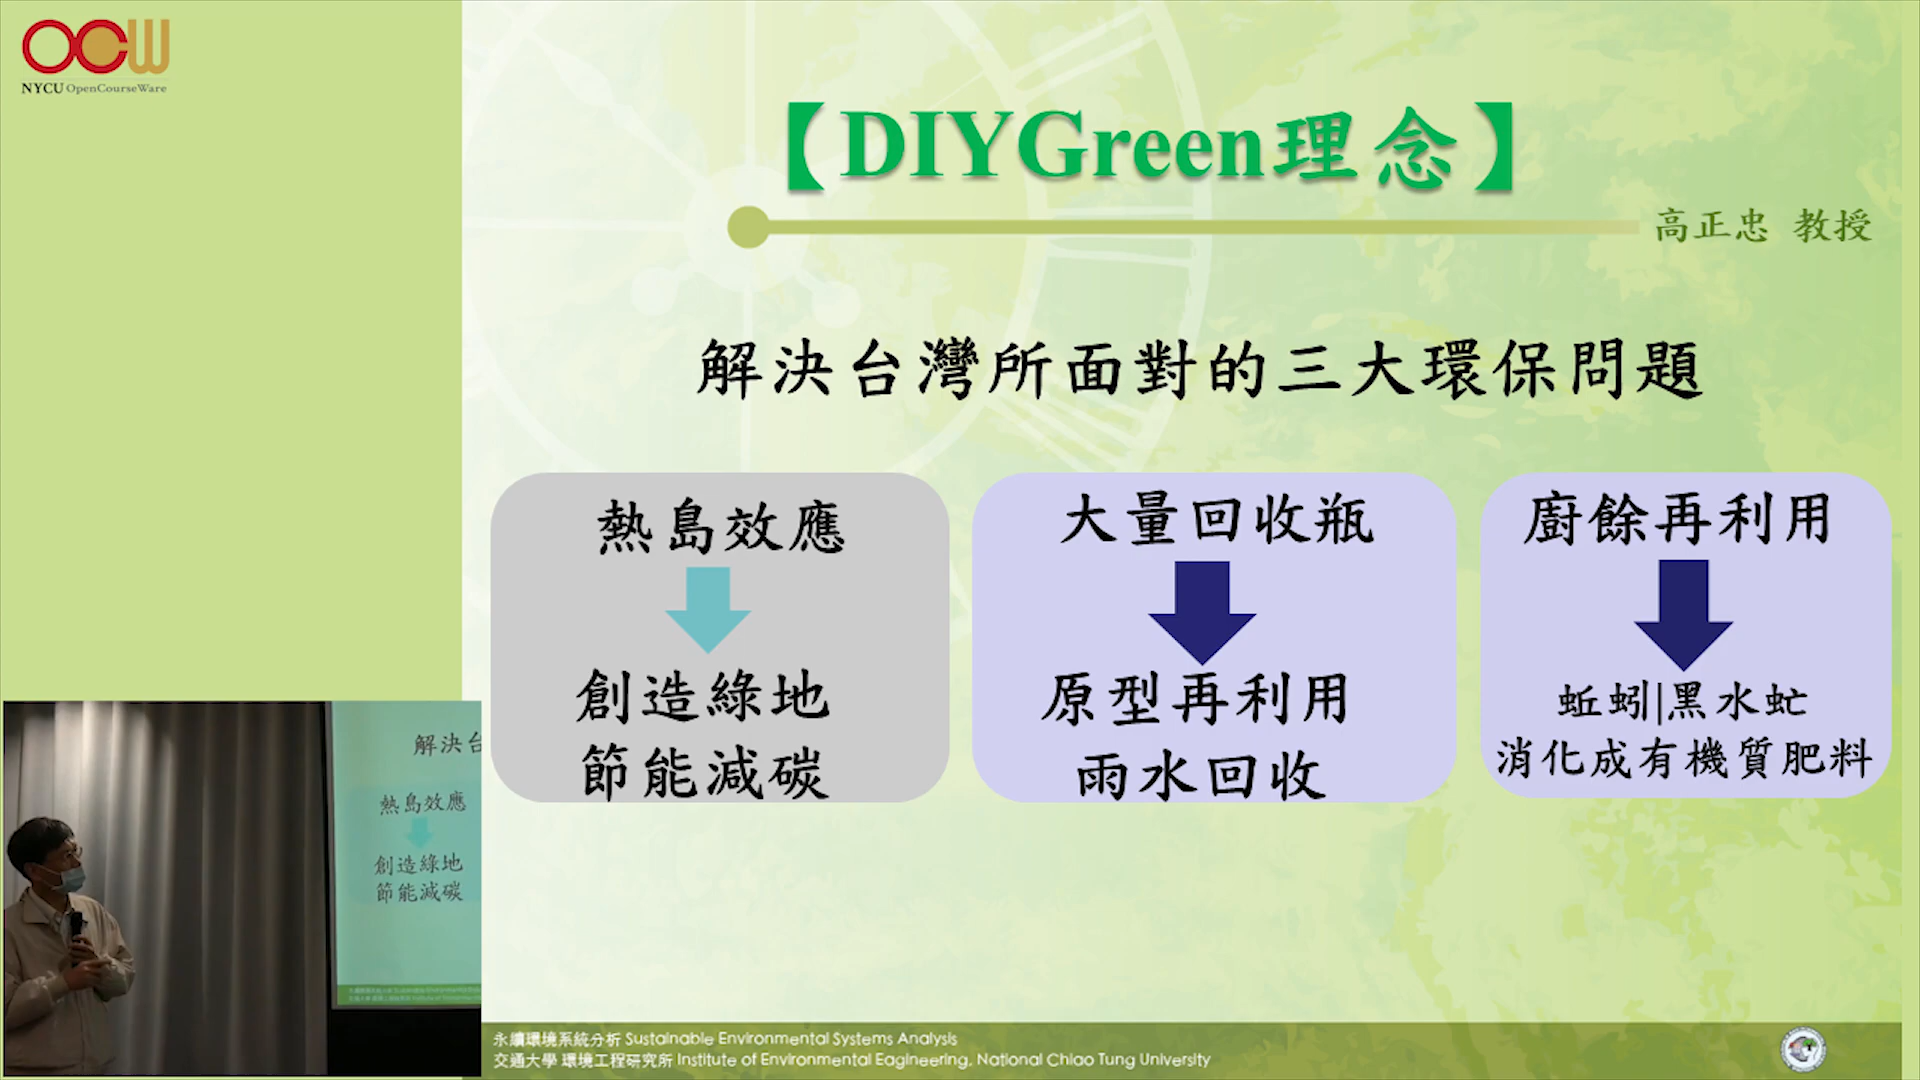 OCW
NYCU OpenCourseWare
【DIYGreen理念】
高正忠 教授
解決台灣所面對的三大環保問題
熱島效應
創造綠地
節能減碳
大量回收瓶
原型再利用
雨水回收
廚餘再利用
蚯蚓|黑水虻
消化成有機質肥料
解決台
熱島效應
創造綠地
節能減碳
永續環境系統分析 Sustainable Environmental Systems Analysis
交通大學 環境工程研究所 Institute of Environmental Eagineering, National Chiao Tung University